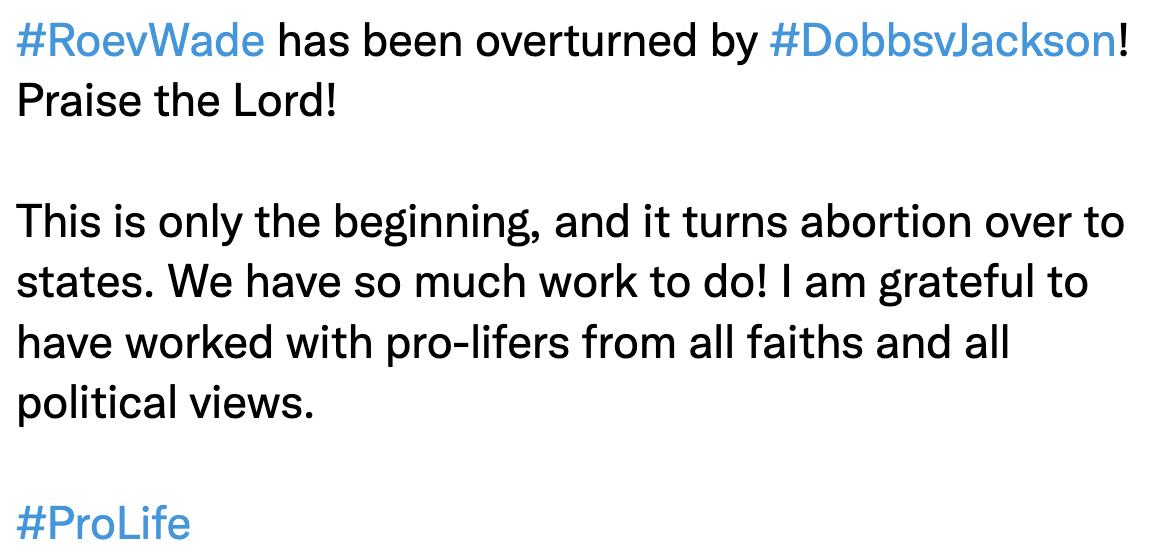 #RoevWade has been overturned by #DobbsvJackson!
Praise the Lord!
This is only the beginning, and it turns abortion over to
states. We have so much work to do! I am grateful to
have worked with pro-lifers from all faiths and all
political views.
#ProLife